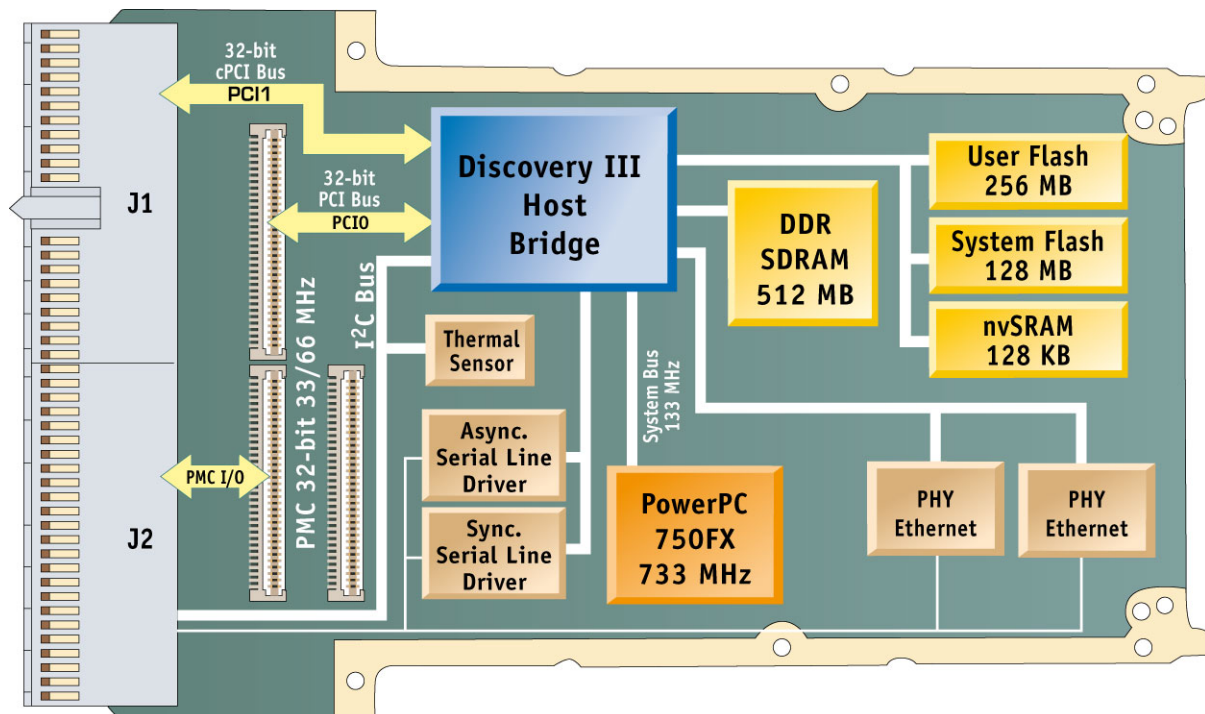 32-bit
cPCI Bus
PCI1
J1
32-bit
PCI Bus
PCI0
Discovery III
Host
Bridge
User Flash
256 MB
DDR
SDRAM
512 MB
System Flash
128 MB
nvSRAM
128 KB
I²C Bus
PMC 32-bit 33/66 MHz
Thermal
Sensor
System Bus
133 MHz
Async.
Serial Line
Driver
PMC I/O
J2
Sync.
Serial Line
Driver
PowerPC
750FX
733 MHz
PHY
Ethernet
PHY
Ethernet